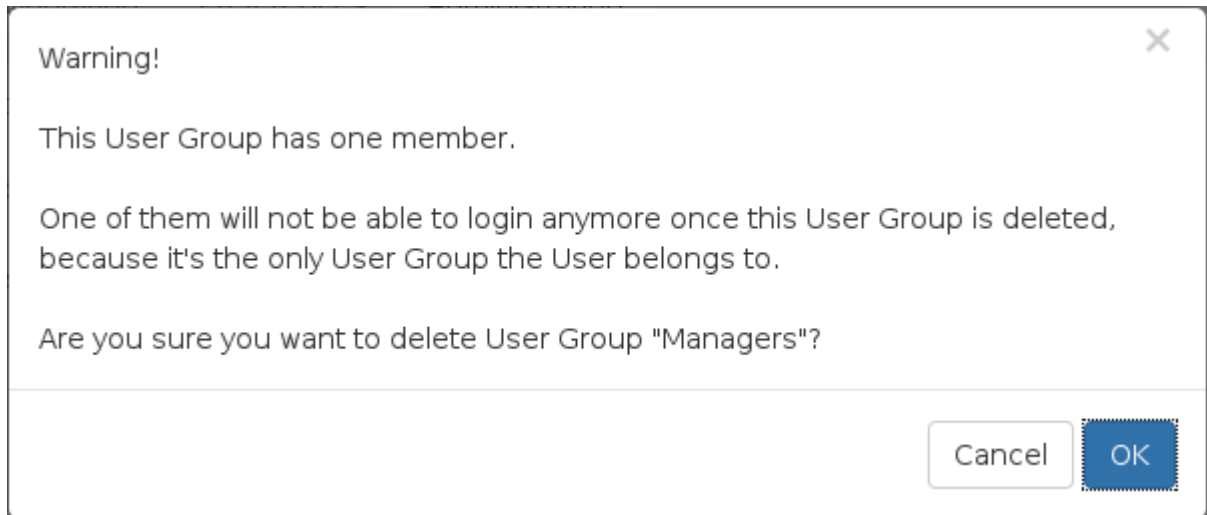 Warning!
This User Group has one member.
One of them will not be able to login anymore once this User Group is deleted,
because it's the only User Group the User belongs to.
Are you sure you want to delete User Group "Managers"?
Cancel
OK